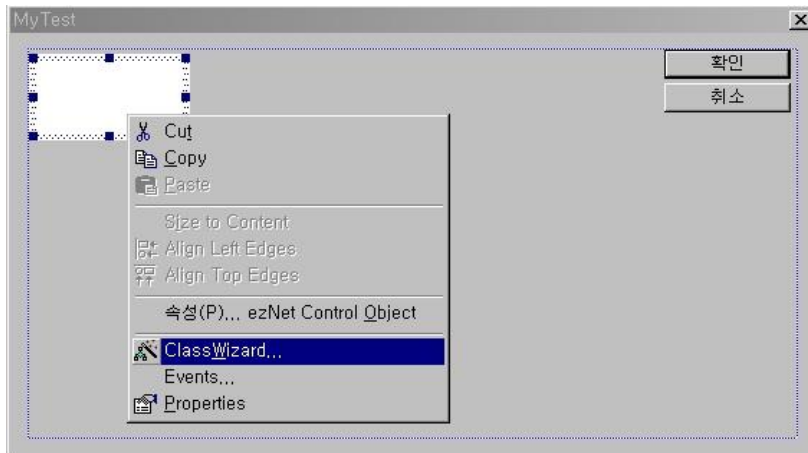 MyTest
확인
취소
Cut
Copy
Paste
Size to Content
Align Left Edges
Align Top Edges
속성(P)... ezNet Control Object
ClassWizard...
Events...
Properties